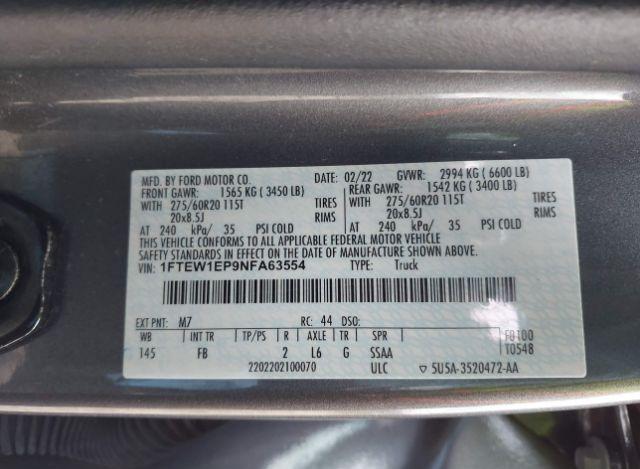 MFD. BY FORD MOTOR CO. DATE: 02/22 GVWR: 2994 KG ( 6600 LB)
FRONT GAWR: 1565 KG ( 3450 LB) REAR GAWR: 1542 KG ( 3400 LB)
WITH 275/60R20 115T TIRES WITH 275/60R20 115T TIRES
20x8.5J RIMS 20x8.5J RIMS
AT 240 kPa/ 35 PSI COLD AT 240 kPa/ 35 PSI COLD
THIS VEHICLE CONFORMS TO ALL APPLICABLE FEDERAL MOTOR VEHICLE
SAFETY STANDARDS IN EFFECT ON THE DATE OF MANUFACTURE SHOWN ABOVE.
VIN: 1FTEW1EP9NFA63554 TYPE: Truck
EXT PNT: M7 RC: 44 DSO:
WB INT TR TP/PS R AXLE TR SPR F0100
145 FB 2 L6 G SSAA T0548
2202202100070 ULC ▽ 5U5A-3520472-AA